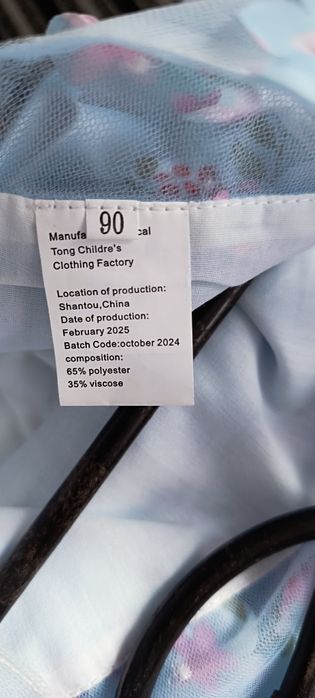 90
Manufa cal
Tong Childre's
Clothing Factory
Location of production:
Shantou,China
Date of production:
February 2025
Batch Code:october 2024
composition:
65% polyester
35% viscose